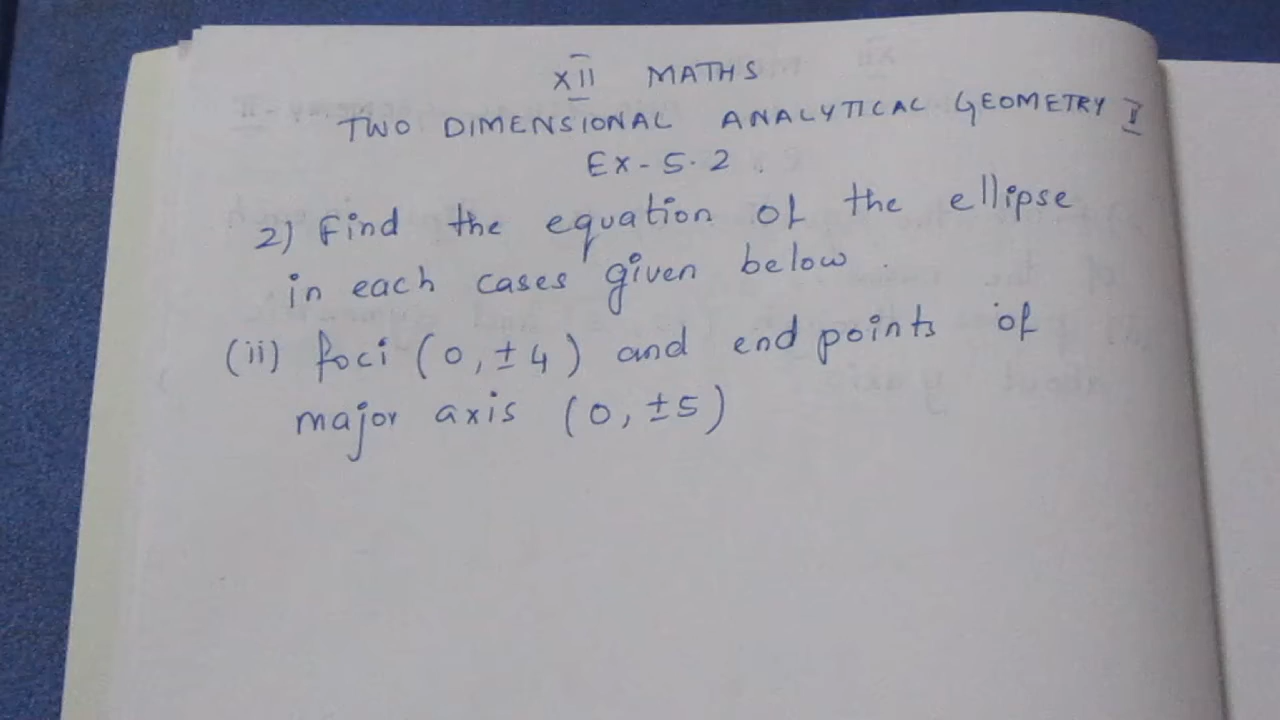 XII MATHS
TWO DIMENSIONAL ANALYTICAL GEOMETRY II
Ex-5.2.
2) Find the equation of the ellipse
in each cases given below.
(ii) foci (0, ±4) and end points of
major axis (0, ±5)